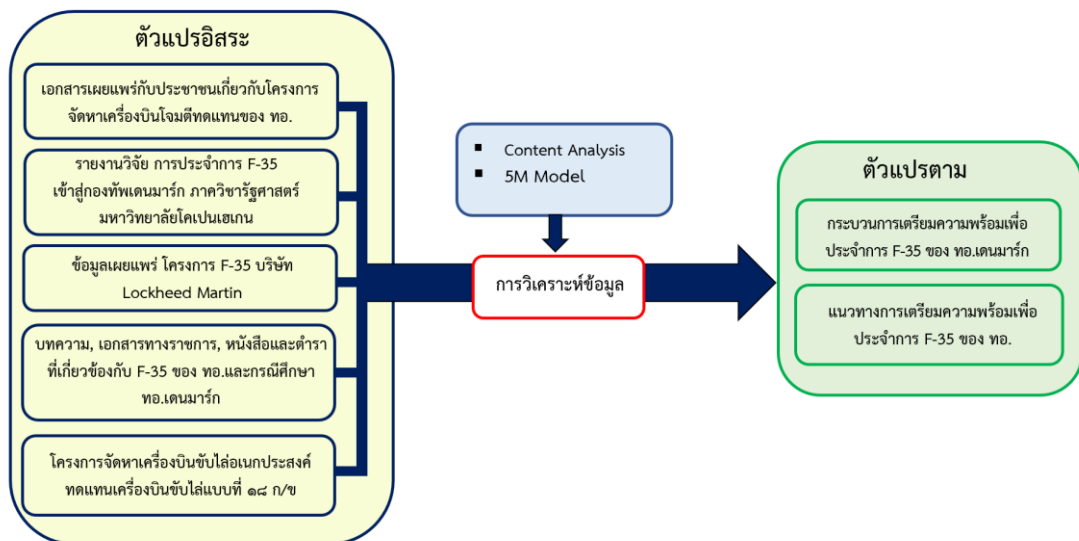 ตัวแปรอิสระ
เอกสารเผยแพร่กับประชาชนเกี่ยวกับโครงการ
จัดหาเครื่องบินโจมตีทดแทนของ ทอ.
รายงานวิจัย การประจำการ F-35
เข้าสู่กองทัพเดนมาร์ก ภาควิชารัฐศาสตร์
มหาวิทยาลัยโคเปนเฮเกน
ข้อมูลเผยแพร่ โครงการ F-35 บริษัท
Lockheed Martin
บทความ, เอกสารทางราชการ, หนังสือและตำรา
ที่เกี่ยวข้องกับ F-35 ของ ทอ.และกรณีศึกษา
ทอ.เดนมาร์ก
โครงการจัดหาเครื่องบินขับไล่อเนกประสงค์
ทดแทนเครื่องบินขับไล่แบบที่ ๑๘ ก/ข
Content Analysis
5M Model
การวิเคราะห์ข้อมูล
ตัวแปรตาม
กระบวนการเตรียมความพร้อมเพื่อ
ประจำการ F-35 ของ ทอ.เดนมาร์ก
แนวทางการเตรียมความพร้อมเพื่อ
ประจำการ F-35 ของ ทอ.